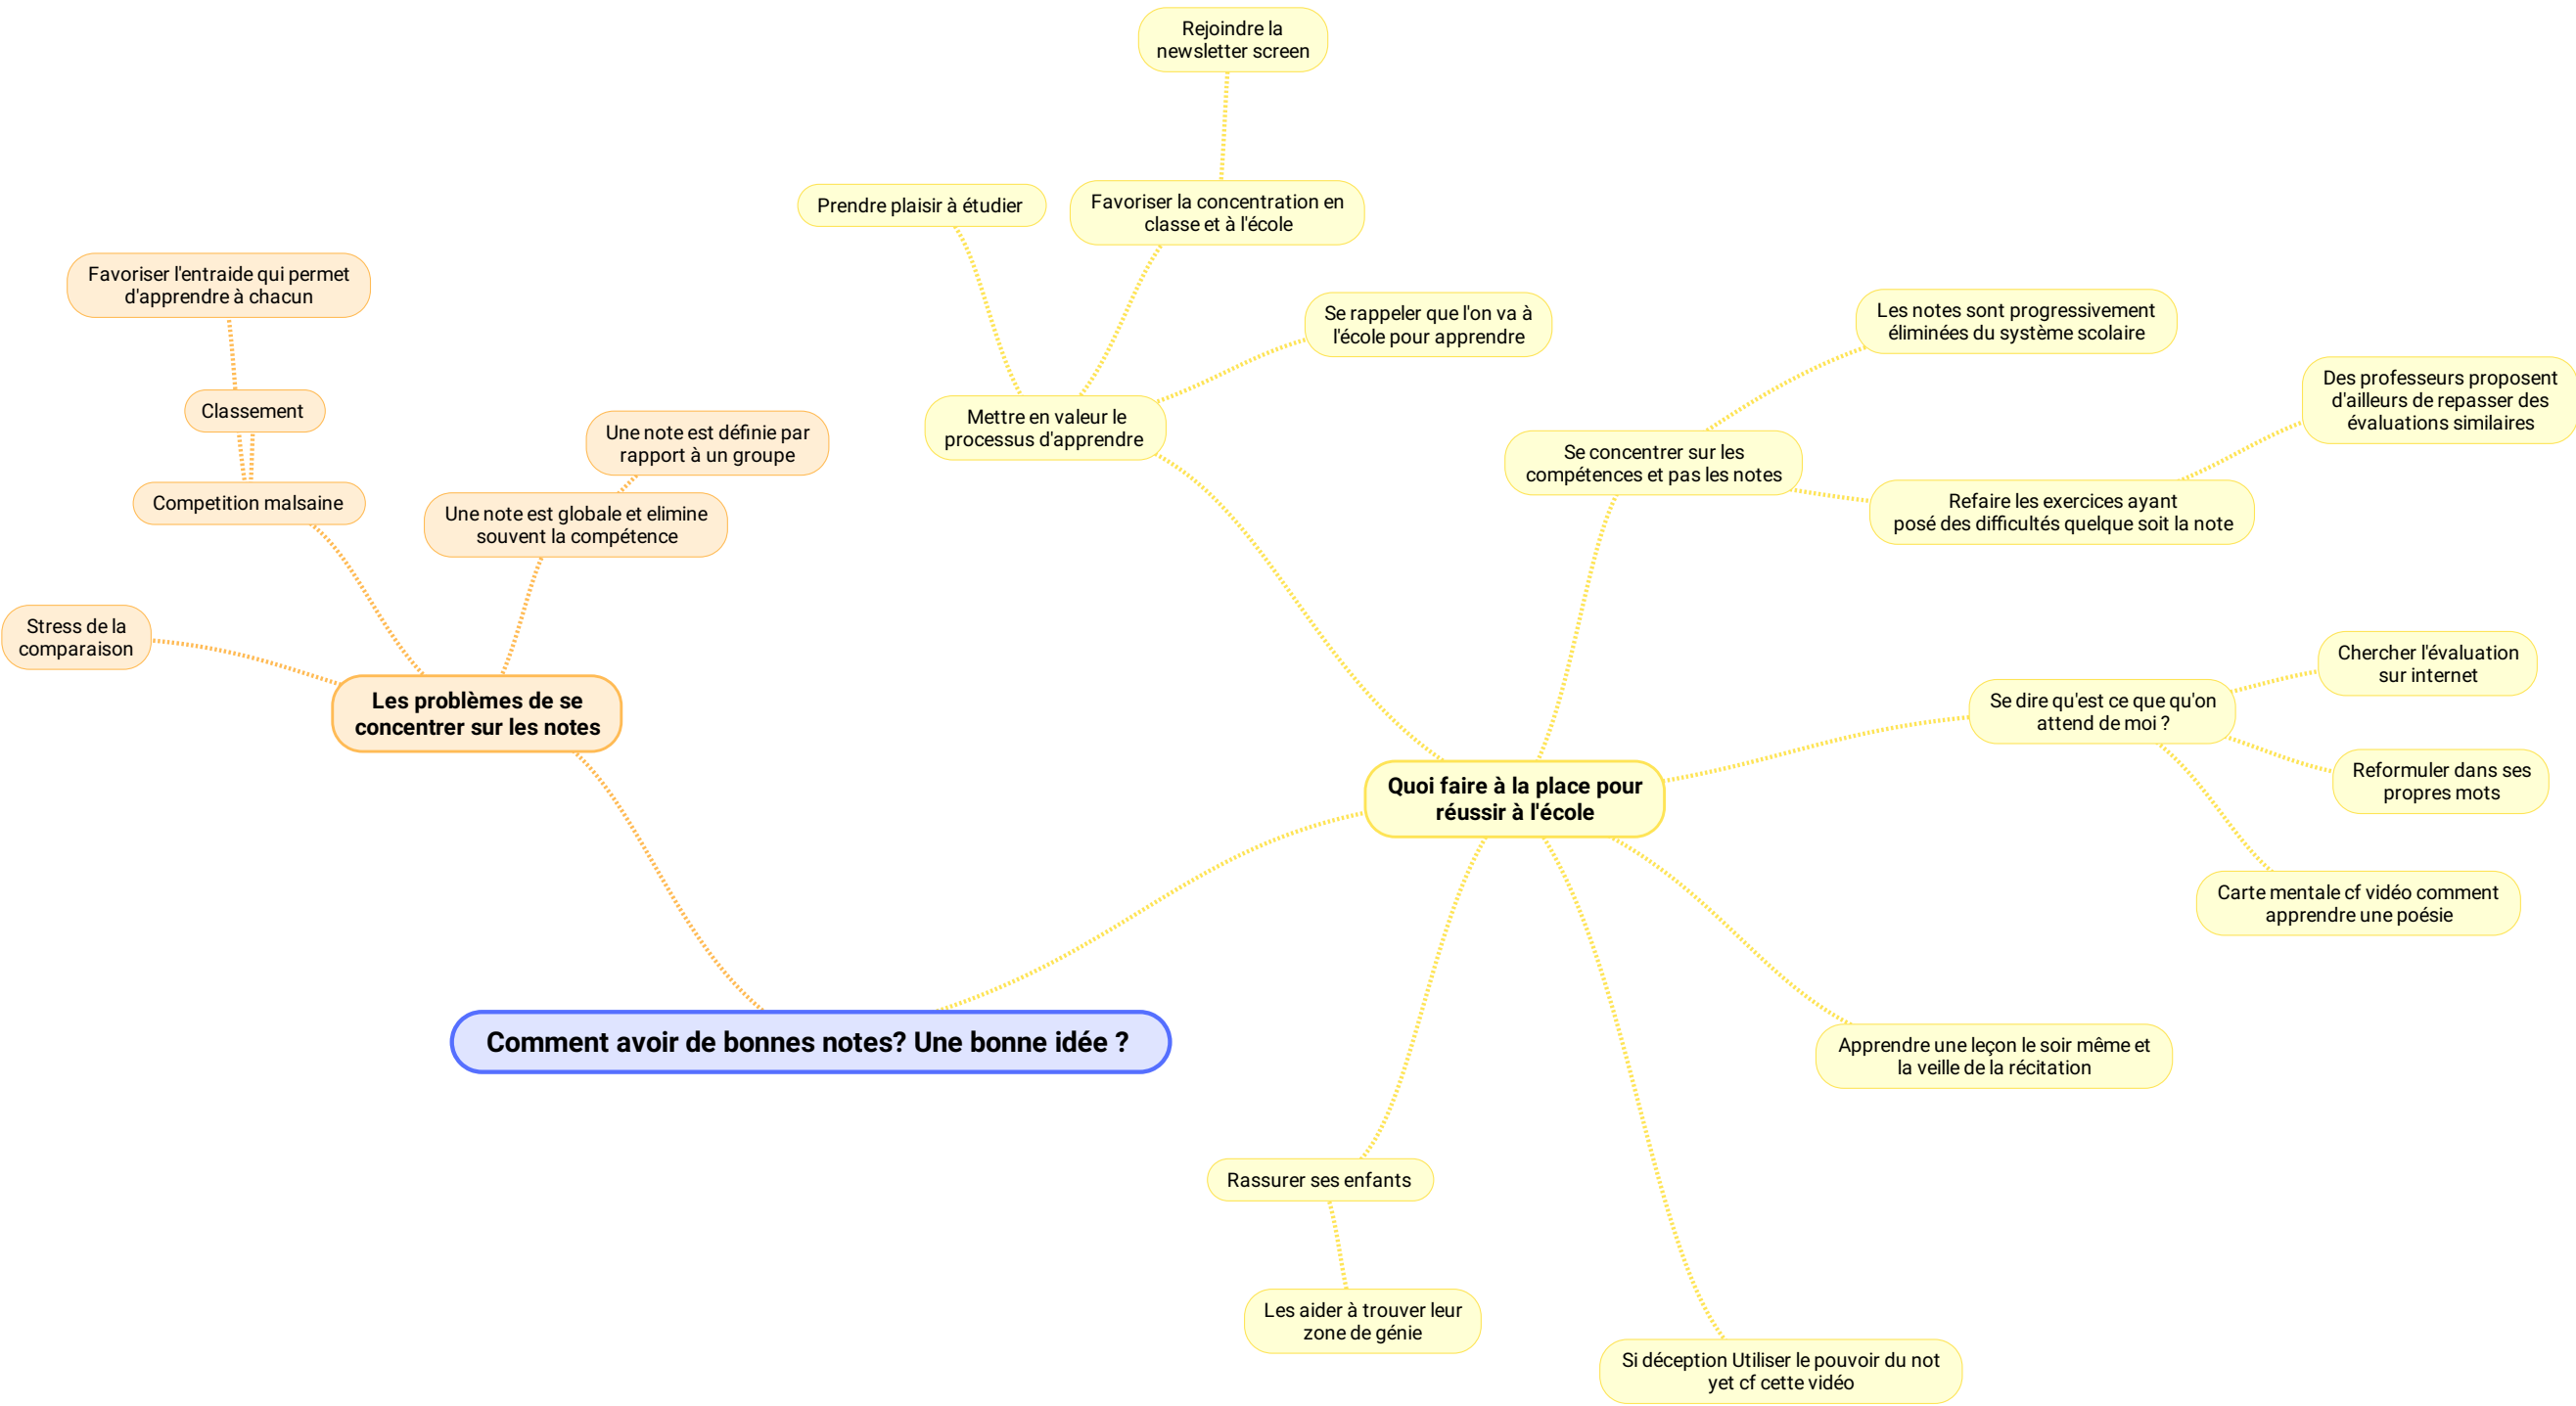 Rejoindre la
newsletter screen
Prendre plaisir à étudier
Favoriser la concentration en
classe et à l'école
Favoriser l'entraide qui permet
d'apprendre à chacun
Se rappeler que l'on va à
l'école pour apprendre
Les notes sont progressivement
éliminées du système scolaire
Des professeurs proposent
d'ailleurs de repasser des
évaluations similaires
Classement
Une note est définie par
rapport à un groupe
Mettre en valeur le
processus d'apprendre
Se concentrer sur les
compétences et pas les notes
Competition malsaine
Une note est globale et elimine
souvent la compétence
Refaire les exercices ayant
posé des difficultés quelque soit la note
Stress de la
comparaison
Chercher l'évaluation
sur internet
Les problèmes de se
concentrer sur les notes
Se dire qu'est ce que qu'on
attend de moi ?
Quoi faire à la place pour
réussir à l'école
Reformuler dans ses
propres mots
Carte mentale cf vidéo comment
apprendre une poésie
Comment avoir de bonnes notes? Une bonne idée ?
Apprendre une leçon le soir même et
la veille de la récitation
Rassurer ses enfants
Les aider à trouver leur
zone de génie
Si déception Utiliser le pouvoir du not
yet cf cette vidéo